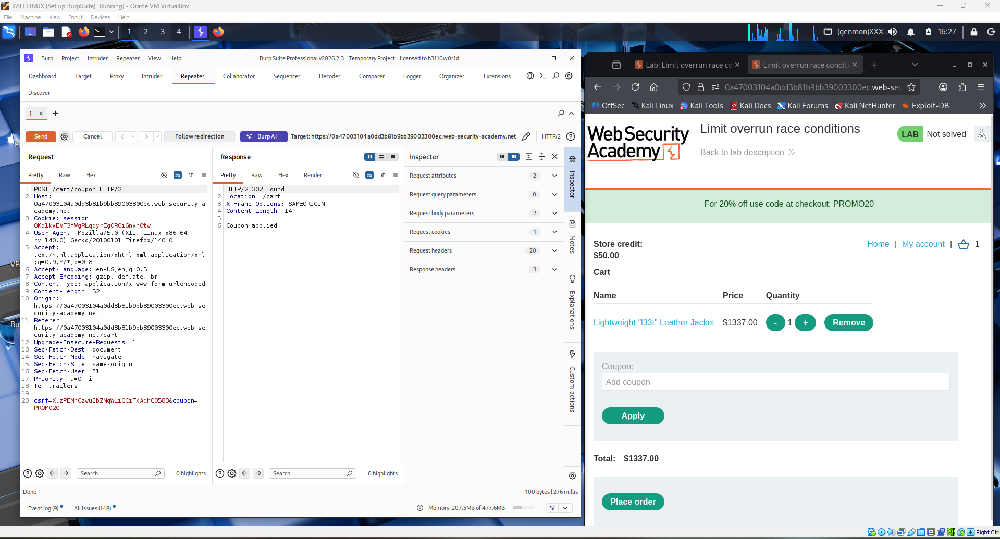 KALI_LINUX (Set up BurpSuite) [Running] - Oracle VM VirtualBox
File Machine View Input Devices Help
1 2 3 4 (genmon)XXX 16:27
Burp Project Intruder Repeater View Help Burp Suite Professional v2026.2.3 - Temporary Project - licensed to h3110w0r1d
Dashboard Target Proxy Intruder Repeater Collaborator Sequencer Decoder Comparer Logger Organizer Extensions
Discover
1 × +
Send Cancel < > Follow redirection Burp AI Target: https://0a47003104a0dd3b81b9bb39003300ec.web-security-academy.net HTTP/2
Request
Pretty Raw Hex \n
1 POST /cart/coupon HTTP/2
2 Host:
0a47003104a0dd3b81b9bb39003300ec.web-security-a
cademy.net
3 Cookie: session=
QKq1kvEVF3fWgRLqqyrEgOROiGnvnOtw
4 User-Agent: Mozilla/5.0 (X11; Linux x86_64;
rv:140.0) Gecko/20100101 Firefox/140.0
5 Accept:
text/html,application/xhtml+xml,application/xml
;q=0.9,*/*;q=0.8
6 Accept-Language: en-US,en;q=0.5
7 Accept-Encoding: gzip, deflate, br
8 Content-Type: application/x-www-form-urlencoded
9 Content-Length: 52
10 Origin:
https://0a47003104a0dd3b81b9bb39003300ec.web-se
curity-academy.net
11 Referer:
https://0a47003104a0dd3b81b9bb39003300ec.web-se
curity-academy.net/cart
12 Upgrade-Insecure-Requests: 1
13 Sec-Fetch-Dest: document
14 Sec-Fetch-Mode: navigate
15 Sec-Fetch-Site: same-origin
16 Sec-Fetch-User: ?1
17 Priority: u=0, i
18 Te: trailers
19
20 csrf=XlzPEMnCzwuIbZNqWLiQCiFkAqhQO58B&coupon=
PROMO20
Search 0 highlights
Response
Pretty Raw Hex Render \n
1 HTTP/2 302 Found
2 Location: /cart
3 X-Frame-Options: SAMEORIGIN
4 Content-Length: 14
5
6 Coupon applied
Search 0 highlights
Inspector
Request attributes 2
Request query parameters 0
Request body parameters 2
Request cookies 1
Request headers 20
Response headers 3
Inspector
Notes
Explanations
Custom actions
Done 100 bytes | 276 millis
Event log (9) All issues (148) Memory: 207.5MB of 477.6MB
VB
Bu
Lab: Limit overrun race co × Limit overrun race conditi × +
0a47003104a0dd3b81b9bb39003300ec.web-sec
OffSec Kali Linux Kali Tools Kali Docs Kali Forums Kali NetHunter Exploit-DB
Web Security
Academy
Limit overrun race conditions
Back to lab description
LAB Not solved
For 20% off use code at checkout: PROMO20
Store credit:
$50.00
Home | My account | 1
Cart
Name Price Quantity
Lightweight "l33t" Leather Jacket $1337.00 - 1 + Remove
Coupon:
Add coupon
Apply
Total: $1337.00
Place order
Right Ctrl